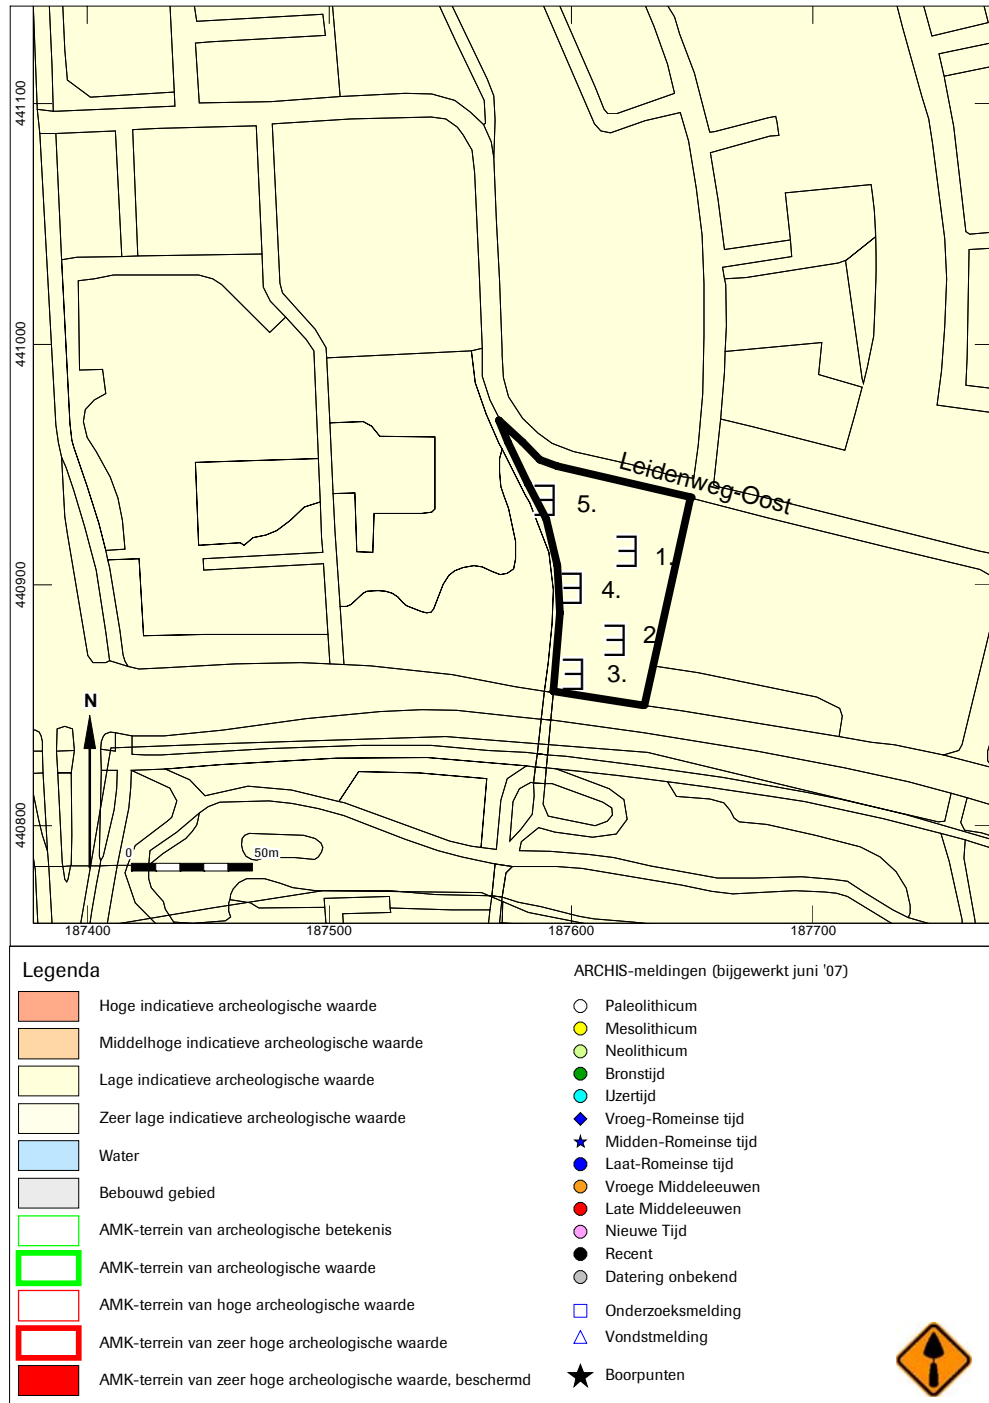 441100
441000
440900
440800
Leidenweg-Oost
5.
1.
4.
2
3.
N
0 50m
187400 187500 187600 187700
Legenda
Hoge indicatieve archeologische waarde
Middelhoge indicatieve archeologische waarde
Lage indicatieve archeologische waarde
Zeer lage indicatieve archeologische waarde
Water
Bebouwd gebied
AMK-terrein van archeologische betekenis
AMK-terrein van archeologische waarde
AMK-terrein van hoge archeologische waarde
AMK-terrein van zeer hoge archeologische waarde
AMK-terrein van zeer hoge archeologische waarde, beschermd
ARCHIS-meldingen (bijgewerkt juni '07)
Paleolithicum
Mesolithicum
Neolithicum
Bronstijd
IJzertijd
Vroeg-Romeinse tijd
Midden-Romeinse tijd
Laat-Romeinse tijd
Vroege Middeleeuwen
Late Middeleeuwen
Nieuwe Tijd
Recent
Datering onbekend
Onderzoeksmelding
Vondstmelding
Boorpunten